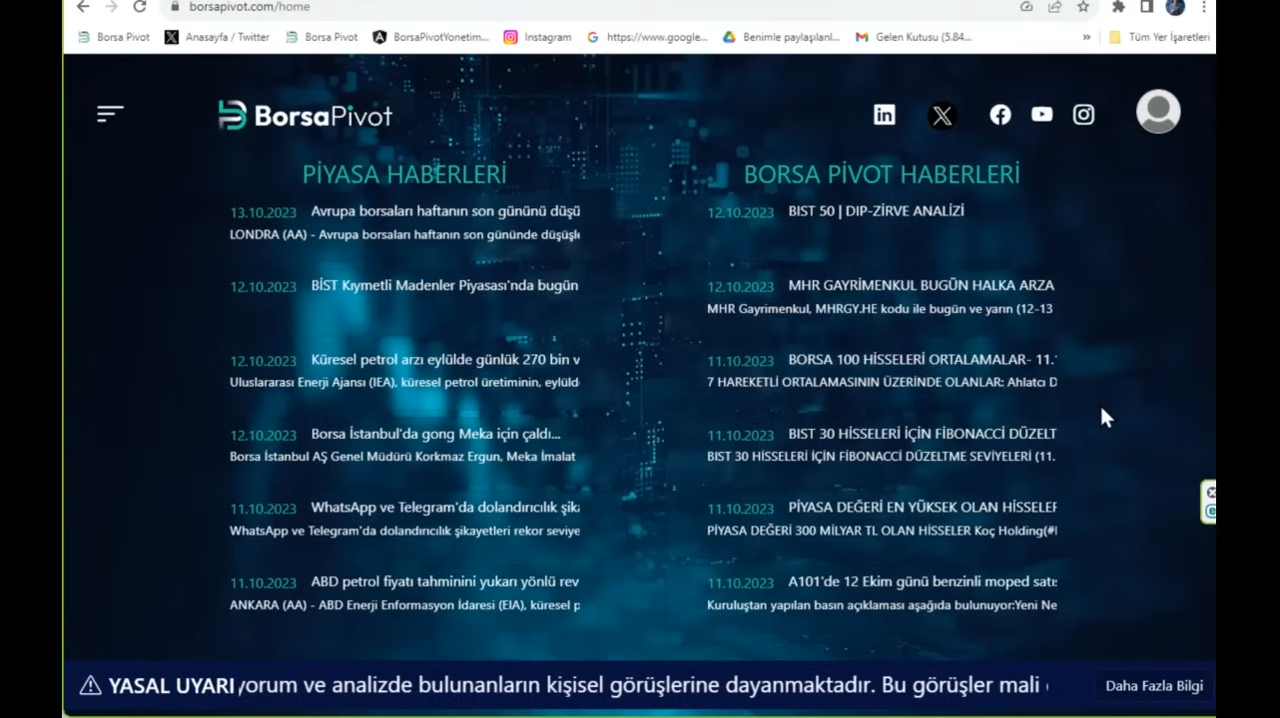 borsapivot.com/home
Borsa Pivot
Anasayfa / Twitter
Borsa Pivot
BorsaPivotYonetim...
Instagram
https://www.google...
Benimle paylaşılanl...
Gelen Kutusu (5.84...
»
Tüm Yer İşaretleri
BorsaPivot
PİYASA HABERLERİ
13.10.2023 Avrupa borsaları haftanın son gününü düşü
LONDRA (AA) - Avrupa borsaları haftanın son gününde düşüşle
12.10.2023 BİST Kıymetli Madenler Piyasası'nda bugün
12.10.2023 Küresel petrol arzı eylülde günlük 270 bin v
Uluslararası Enerji Ajansı (IEA), küresel petrol üretiminin, eylüld
12.10.2023 Borsa İstanbul'da gong Meka için çaldı...
Borsa İstanbul AŞ Genel Müdürü Korkmaz Ergun, Meka İmalat
11.10.2023 WhatsApp ve Telegram'da dolandırıcılık şik
WhatsApp ve Telegram'da dolandırıcılık şikayetleri rekor seviye
11.10.2023 ABD petrol fiyatı tahminini yukarı yönlü rev
ANKARA (AA) - ABD Enerji Enformasyon İdaresi (EIA), küresel p
BORSA PİVOT HABERLERİ
12.10.2023 BIST 50 | DIP-ZİRVE ANALİZİ
12.10.2023 MHR GAYRİMENKUL BUGÜN HALKA ARZA
MHR Gayrimenkul, MHRGY.HE kodu ile bugün ve yarın (12-13
11.10.2023 BORSA 100 HİSSELERİ ORTALAMALAR- 11.
7 HAREKETLİ ORTALAMASININ ÜZERİNDE OLANLAR: Ahlatcı D
11.10.2023 BIST 30 HİSSELERİ İÇİN FİBONACCİ DÜZELT
BIST 30 HİSSELERİ İÇİN FİBONACCİ DÜZELTME SEVİYELERİ (11.
11.10.2023 PİYASA DEĞERİ EN YÜKSEK OLAN HİSSELER
PİYASA DEĞERİ 300 MİLYAR TL OLAN HİSSELER Koç Holding(#
11.10.2023 A101'de 12 Ekim günü benzinli moped satı
Kuruluştan yapılan basın açıklaması aşağıda bulunuyor:Yeni Ne
YASAL UYARI yorum ve analizde bulunanların kişisel görüşlerine dayanmaktadır. Bu görüşler mali
Daha Fazla Bilgi